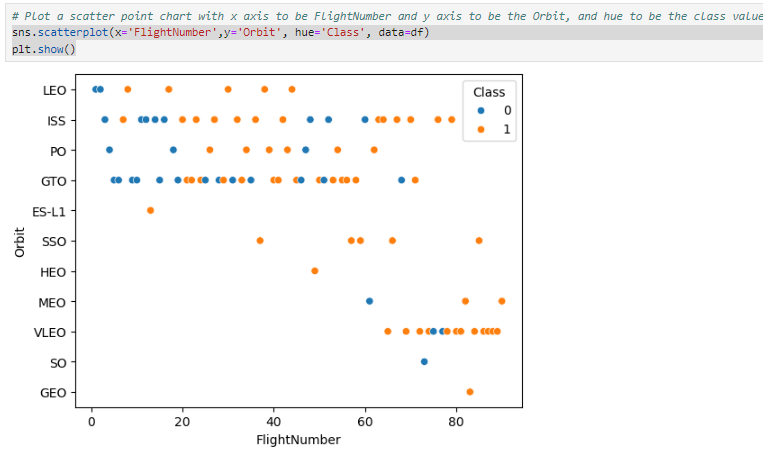 # Plot a scatter point chart with x axis to be FlightNumber and y axis to be the Orbit, and hue to be the class value
sns.scatterplot(x='FlightNumber',y='Orbit', hue='Class', data=df)
plt.show()
Class
0
1
LEO
ISS
PO
GTO
ES-L1
SSO
HEO
MEO
VLEO
SO
GEO
Orbit
0 20 40 60 80
FlightNumber